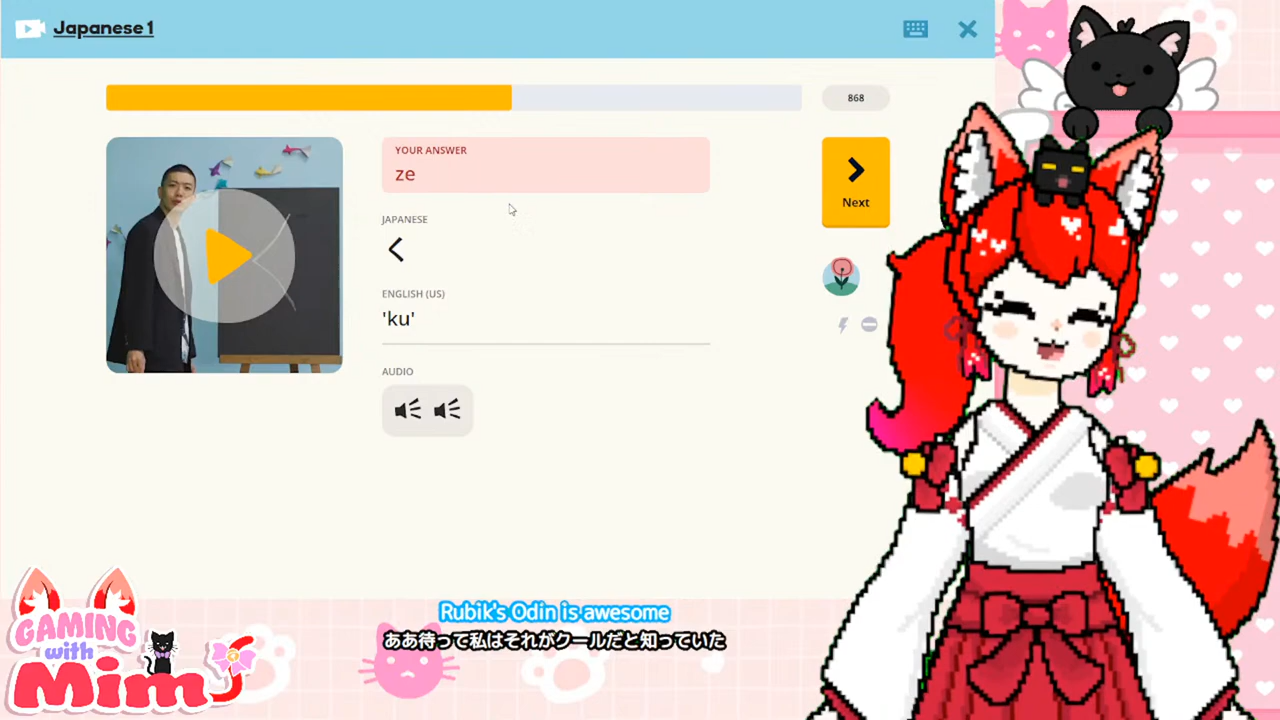 Japanese 1
868
YOUR ANSWER
ze
Next
JAPANESE
く
ENGLISH (US)
'ku'
AUDIO
GAMING
with
Mim
Rubik's Odin is awesome
ああ待って私はそれがクールだと知っていた